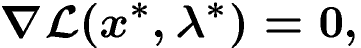 ∇ℒ(x*, λ*) = 0,